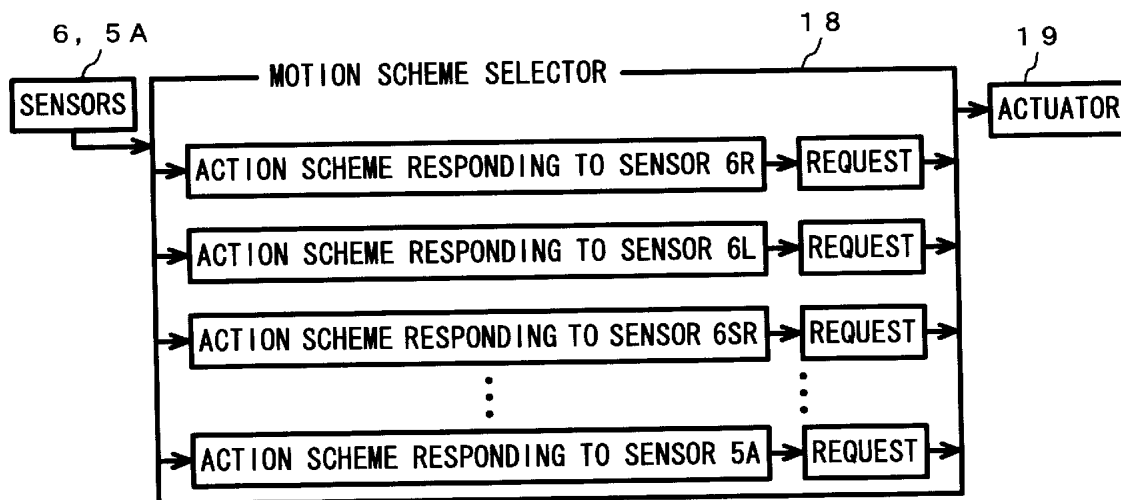 6, 5A
18
19
MOTION SCHEME SELECTOR
SENSORS
ACTUATOR
ACTION SCHEME RESPONDING TO SENSOR 6R
REQUEST
ACTION SCHEME RESPONDING TO SENSOR 6L
REQUEST
ACTION SCHEME RESPONDING TO SENSOR 6SR
REQUEST
ACTION SCHEME RESPONDING TO SENSOR 5A
REQUEST